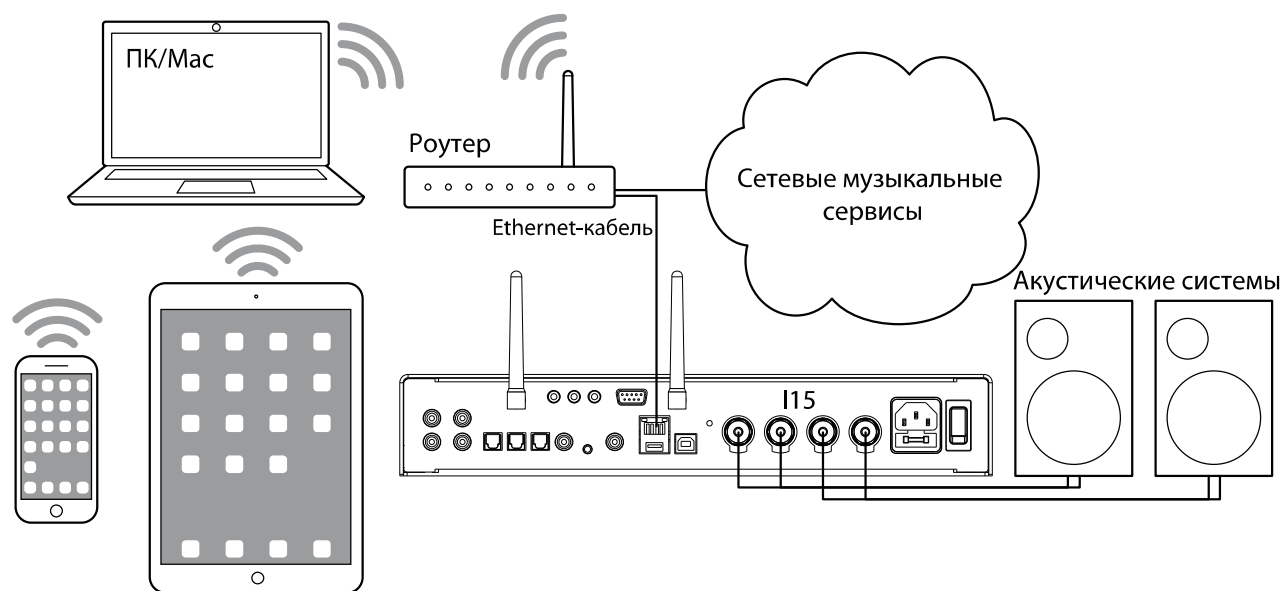 ПК/Mac
Роутер
Сетевые музыкальные
сервисы
Ethernet-кабель
Акустические системы
I15